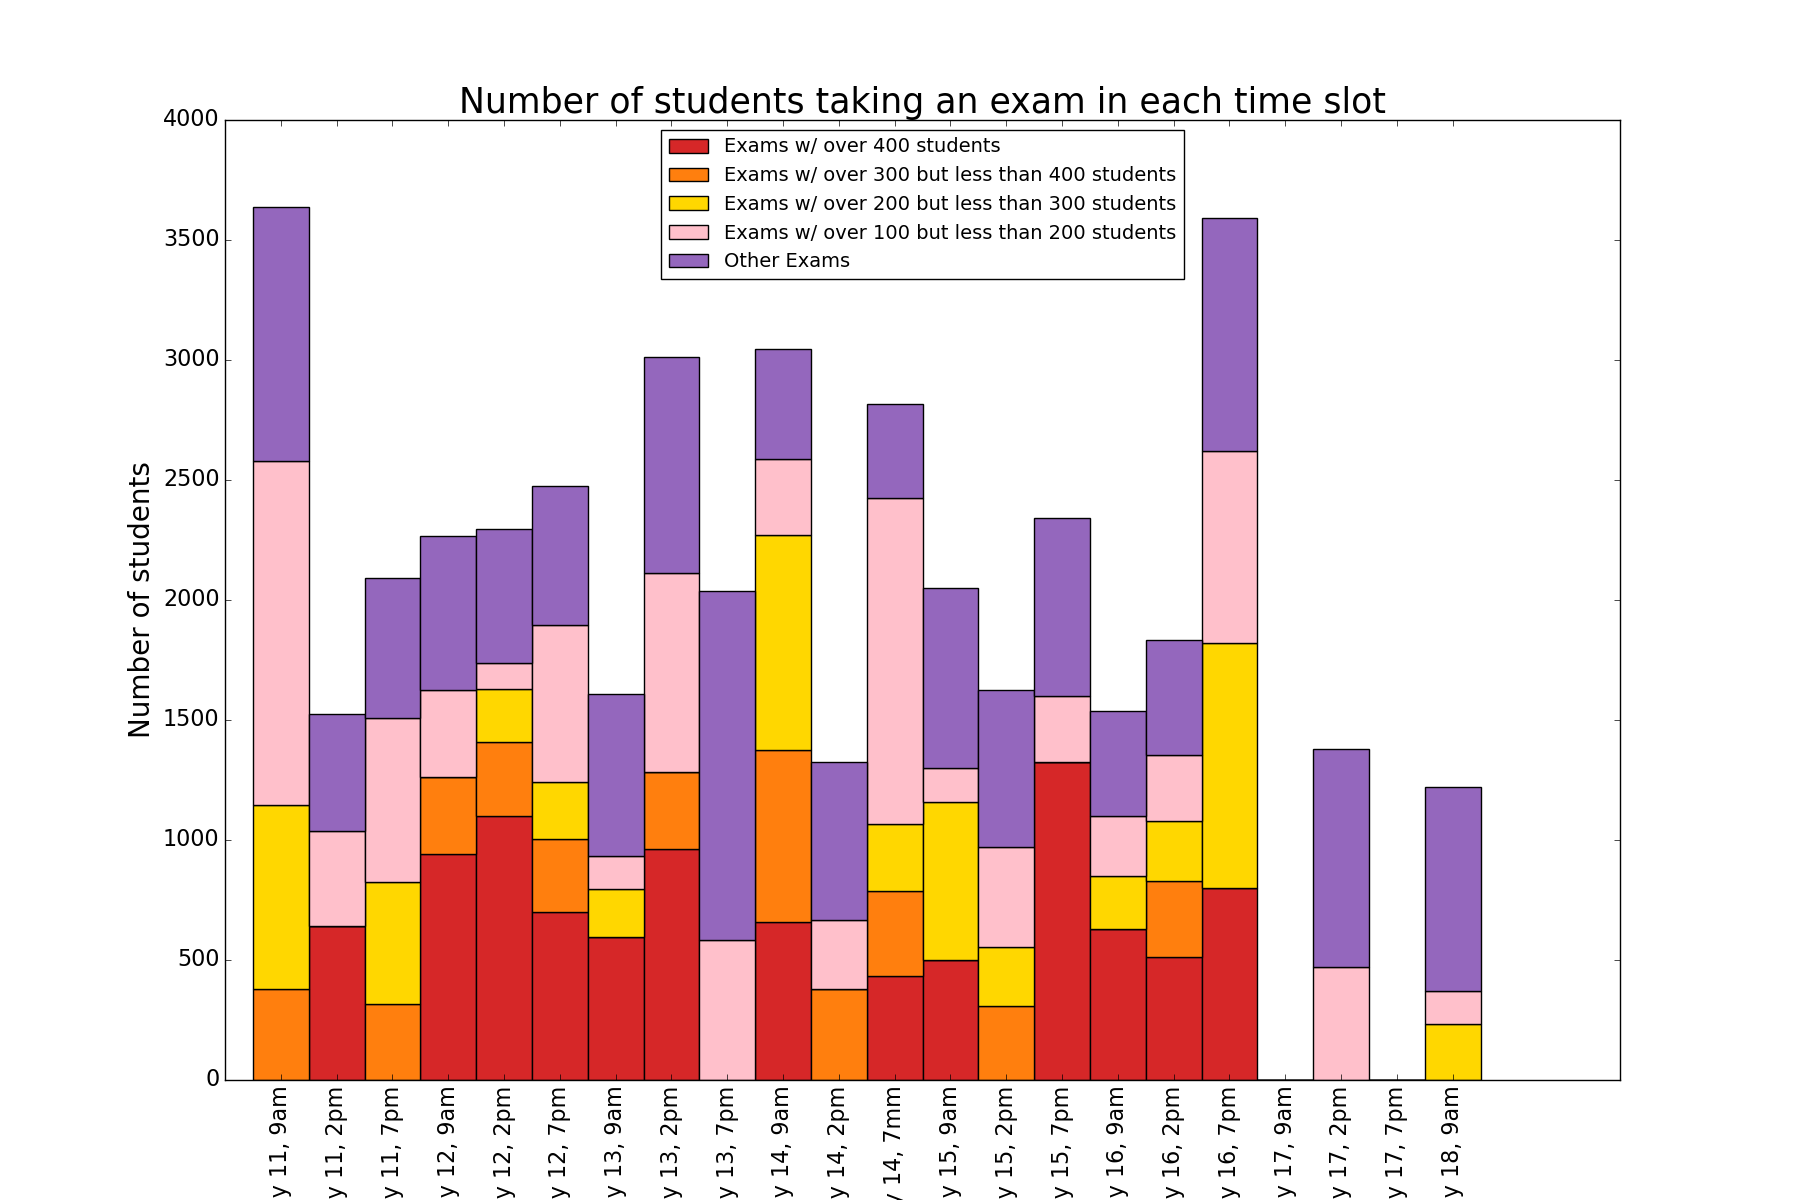 Number of students taking an exam in each time slot
Exams w/ over 400 students
Exams w/ over 300 but less than 400 students
Exams w/ over 200 but less than 300 students
Exams w/ over 100 but less than 200 students
Other Exams
Number of students
4000
3500
3000
2500
2000
1500
1000
500
0
y 11, 9am
y 11, 2pm
y 11, 7pm
y 12, 9am
y 12, 2pm
y 12, 7pm
y 13, 9am
y 13, 2pm
y 13, 7pm
y 14, 9am
y 14, 2pm
y 14, 7mm
y 15, 9am
y 15, 2pm
y 15, 7pm
y 16, 9am
y 16, 2pm
y 16, 7pm
y 17, 9am
y 17, 2pm
y 17, 7pm
y 18, 9am